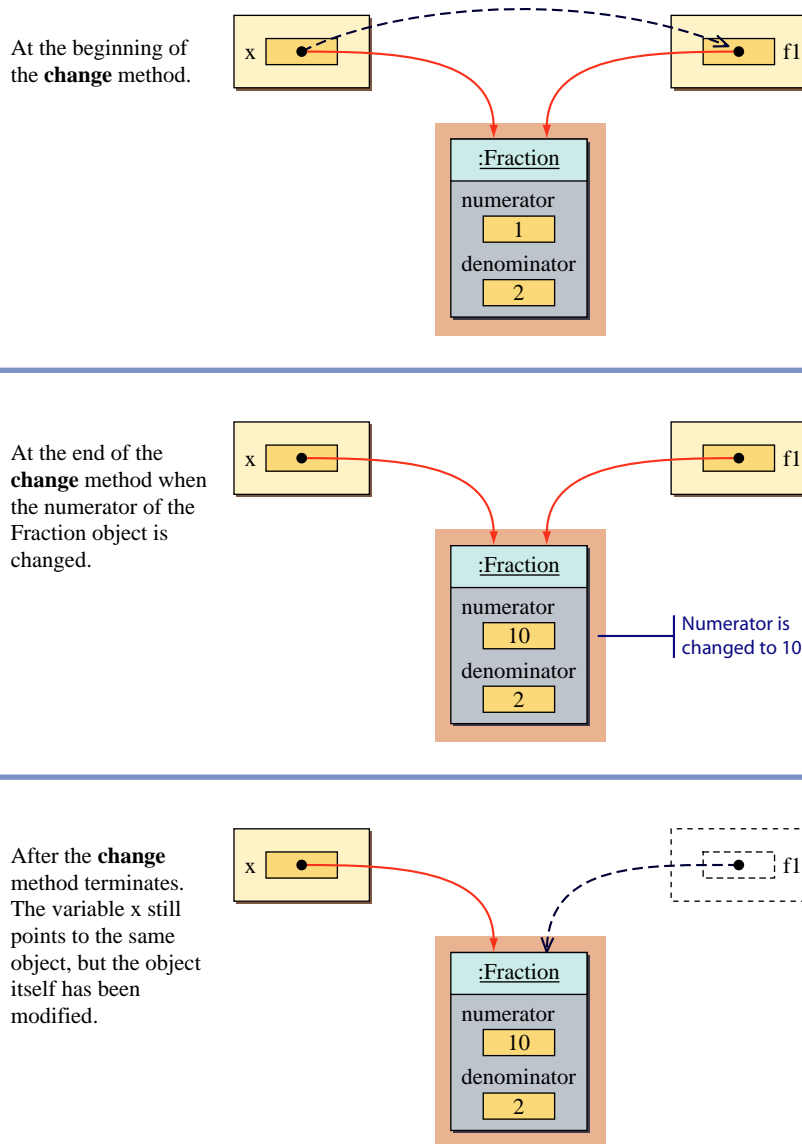 At the beginning of
the change method.
x
f1
:Fraction
numerator
1
denominator
2
At the end of the
change method when
the numerator of the
Fraction object is
changed.
x
f1
:Fraction
numerator
10
denominator
2
Numerator is
changed to 10
After the change
method terminates.
The variable x still
points to the same
object, but the object
itself has been
modified.
x
f1
:Fraction
numerator
10
denominator
2